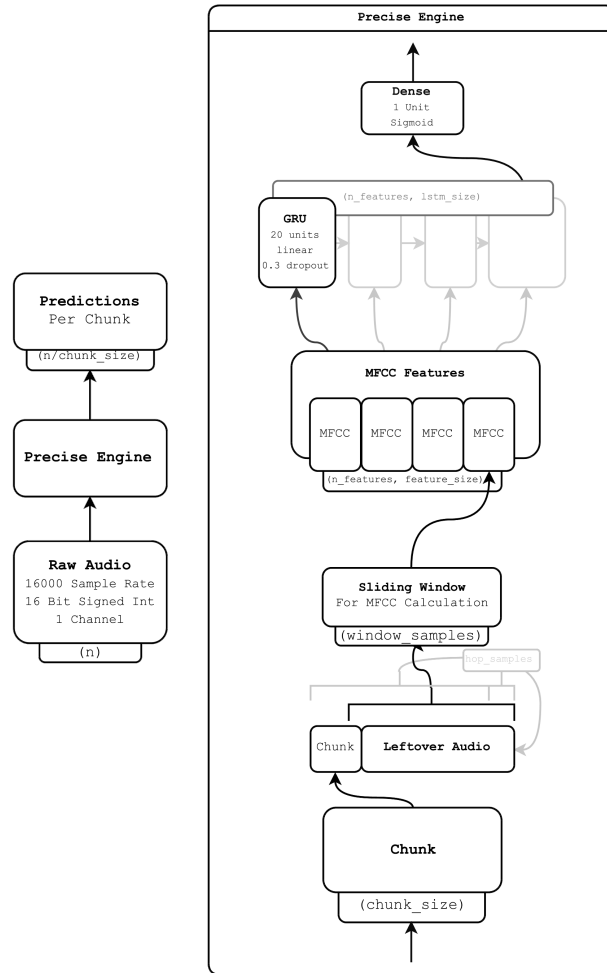 Predictions
Per Chunk
(n/chunk_size)
Precise Engine
Raw Audio
16000 Sample Rate
16 Bit Signed Int
1 Channel
(n)
Precise Engine
Dense
1 Unit
Sigmoid
(n_features, lstm_size)
GRU
20 units
linear
0.3 dropout
MFCC Features
MFCC MFCC MFCC MFCC
(n_features, feature_size)
Sliding Window
For MFCC Calculation
(window_samples)
hop_samples
Chunk Leftover Audio
Chunk
(chunk_size)